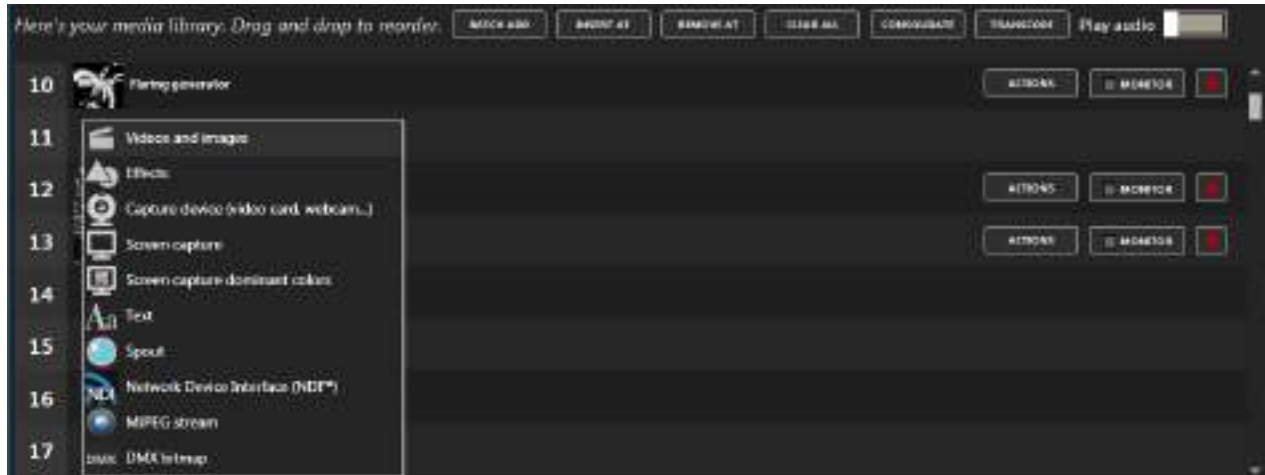 Here's your media library. Drag and drop to reorder. BATCH ADD INSERT AT REMOVE AT CLEAR ALL CONSOLIDATE TRANSCODE Play audio
10 Flaring generator ACTIONS MONITOR
11 Videos and images
Effects
12 ACTIONS MONITOR
Capture device (video card, webcam...)
13 Screen capture ACTIONS MONITOR
Screen capture dominant colors
14
Aa Text
15 Spout
Network Device Interface (NDI®)
16 NDI
MJPEG stream
17 DMX DMX bitmap